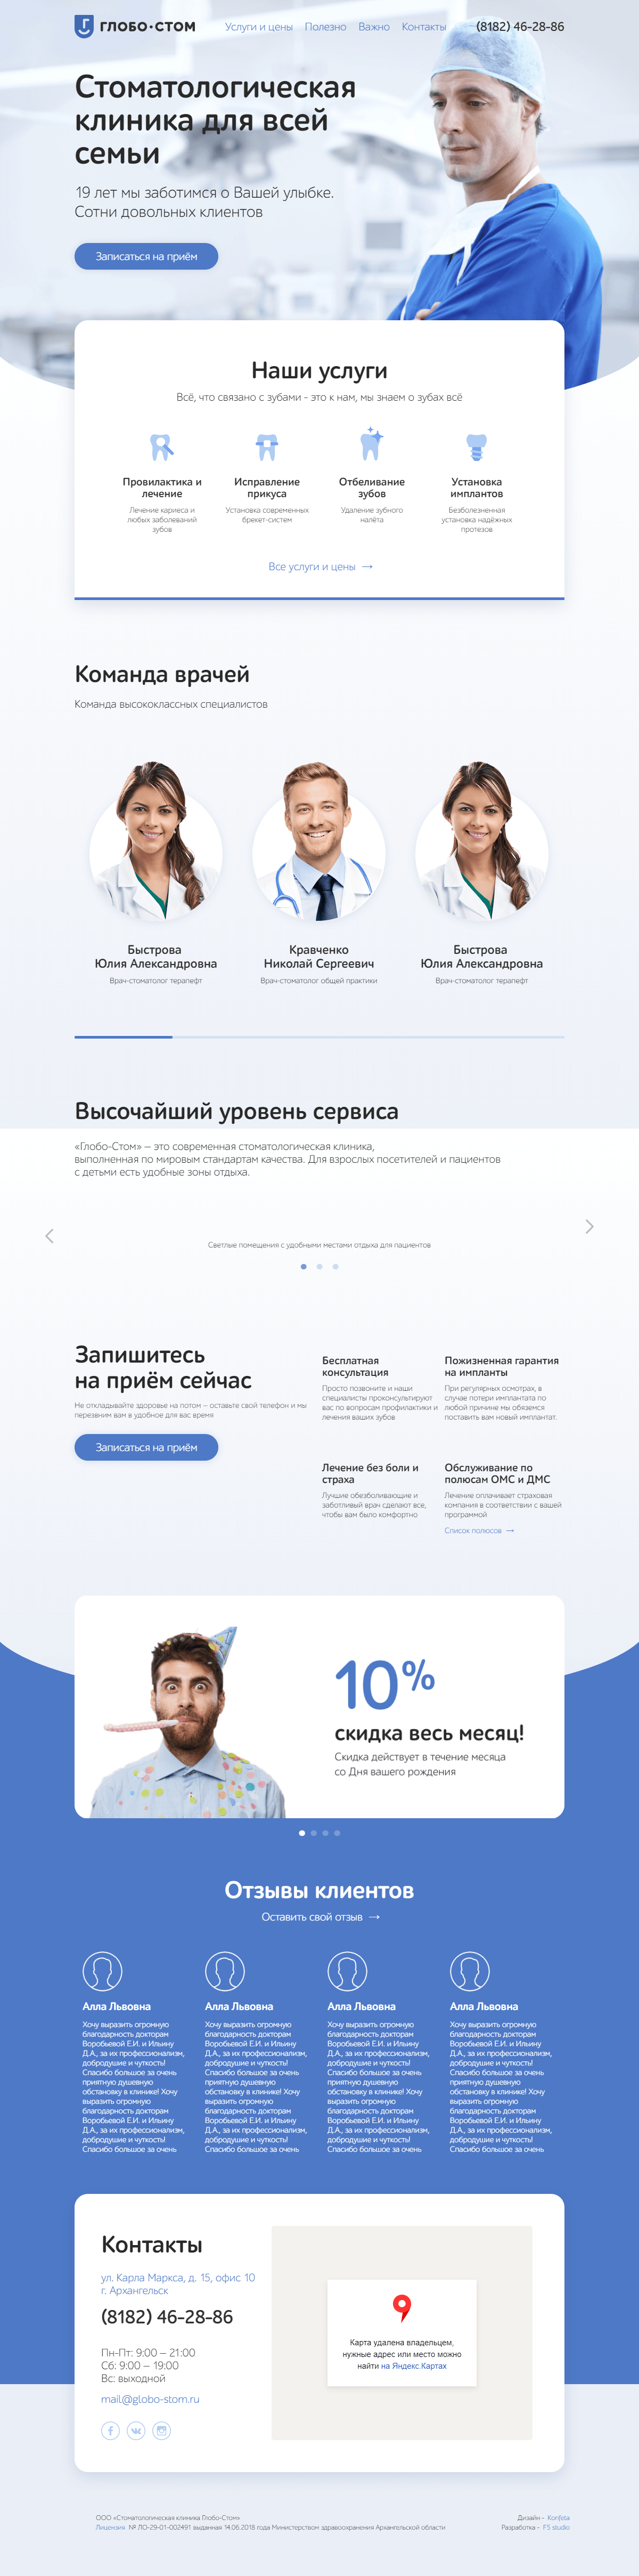 ГЛОБО·СТОМ
Услуги и цены Полезно Важно Контакты
(8182) 46-28-86
Стоматологическая
клиника для всей
семьи
19 лет мы заботимся о Вашей улыбке.
Сотни довольных клиентов
Записаться на приём
Наши услуги
Всё, что связано с зубами - это к нам, мы знаем о зубах всё
Провилактика и
лечение
Лечение кариеса и
любых заболеваний
зубов
Исправление
прикуса
Установка современных
брекет-систем
Отбеливание
зубов
Удаление зубного
налёта
Установка
имплантов
Безболезненная
установка надёжных
протезов
Все услуги и цены →
Команда врачей
Команда высококлассных специалистов
Быстрова
Юлия Александровна
Врач-стоматолог терапефт
Кравченко
Николай Сергеевич
Врач-стоматолог общей практики
Быстрова
Юлия Александровна
Врач-стоматолог терапефт
Высочайший уровень сервиса
«Глобо-Стом» – это современная стоматологическая клиника,
выполненная по мировым стандартам качества. Для взрослых посетителей и пациентов
с детьми есть удобные зоны отдыха.
Светлые помещения с удобными местами отдыха для пациентов
Запишитесь
на приём сейчас
Не откладывайте здоровье на потом – оставьте свой телефон и мы
перезвним вам в удобное для вас время
Записаться на приём
Бесплатная
консультация
Просто позвоните и наши
специалисты проконсультируют
вас по вопросам профилактики и
лечения ваших зубов
Пожизненная гарантия
на импланты
При регулярных осмотрах, в
случае потери имплантата по
любой причине мы обяземся
поставить вам новый имплантат.
Лечение без боли и
страха
Лучшие обезболивающие и
заботливый врач сделают все,
чтобы вам было комфортно
Обслуживание по
полюсам ОМС и ДМС
Лечение оплачивает страховая
компания в соответствии с вашей
программой
Список полюсов →
10%
скидка весь месяц!
Скидка действует в течение месяца
со Дня вашего рождения
Отзывы клиентов
Оставить свой отзыв →
Алла Львовна
Хочу выразить огромную
благодарность докторам
Воробьевой Е.И. и Ильину
Д.А., за их профессионализм,
добродушие и чуткость!
Спасибо большое за очень
приятную душевную
обстановку в клинике! Хочу
выразить огромную
благодарность докторам
Воробьевой Е.И. и Ильину
Д.А., за их профессионализм,
добродушие и чуткость!
Спасибо большое за очень
Алла Львовна
Хочу выразить огромную
благодарность докторам
Воробьевой Е.И. и Ильину
Д.А., за их профессионализм,
добродушие и чуткость!
Спасибо большое за очень
приятную душевную
обстановку в клинике! Хочу
выразить огромную
благодарность докторам
Воробьевой Е.И. и Ильину
Д.А., за их профессионализм,
добродушие и чуткость!
Спасибо большое за очень
Алла Львовна
Хочу выразить огромную
благодарность докторам
Воробьевой Е.И. и Ильину
Д.А., за их профессионализм,
добродушие и чуткость!
Спасибо большое за очень
приятную душевную
обстановку в клинике! Хочу
выразить огромную
благодарность докторам
Воробьевой Е.И. и Ильину
Д.А., за их профессионализм,
добродушие и чуткость!
Спасибо большое за очень
Алла Львовна
Хочу выразить огромную
благодарность докторам
Воробьевой Е.И. и Ильину
Д.А., за их профессионализм,
добродушие и чуткость!
Спасибо большое за очень
приятную душевную
обстановку в клинике! Хочу
выразить огромную
благодарность докторам
Воробьевой Е.И. и Ильину
Д.А., за их профессионализм,
добродушие и чуткость!
Спасибо большое за очень
Контакты
ул. Карла Маркса, д. 15, офис 10
г. Архангельск
(8182) 46-28-86
Пн-Пт: 9:00 – 21:00
Сб: 9:00 – 19:00
Вс: выходной
mail@globo-stom.ru
Карта удалена владельцем,
нужные адрес или место можно
найти на Яндекс.Картах
ООО «Стоматологическая клиника Глобо-Стом»
Лицензия № ЛО-29-01-002491 выданная 14.06.2018 года Министерством здравоохранения Архангельской области
Дизайн - Konfista
Разработка - F5 studio